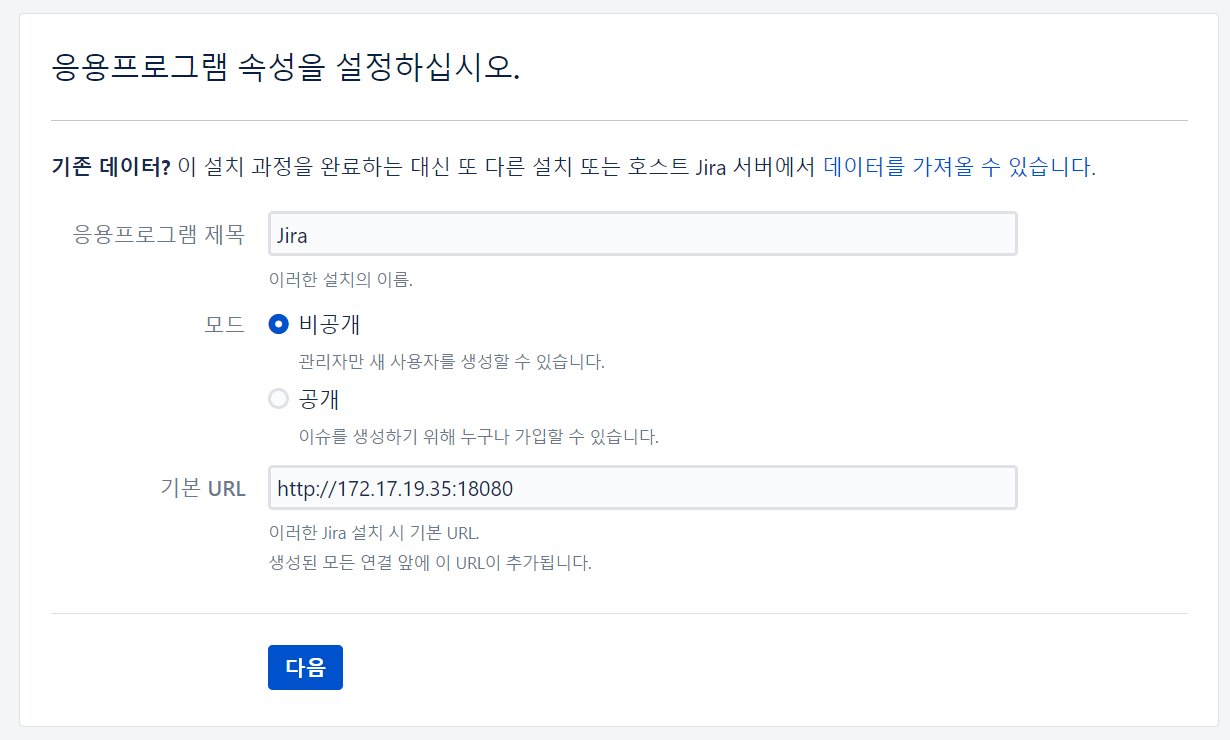 응용프로그램 속성을 설정하십시오.
기존 데이터? 이 설치 과정을 완료하는 대신 또 다른 설치 또는 호스트 Jira 서버에서 데이터를 가져올 수 있습니다.
응용프로그램 제목 Jira
이러한 설치의 이름.
모드 비공개
관리자만 새 사용자를 생성할 수 있습니다.
공개
이슈를 생성하기 위해 누구나 가입할 수 있습니다.
기본 URL http://172.17.19.35:18080
이러한 Jira 설치 시 기본 URL.
생성된 모든 연결 앞에 이 URL이 추가됩니다.
다음